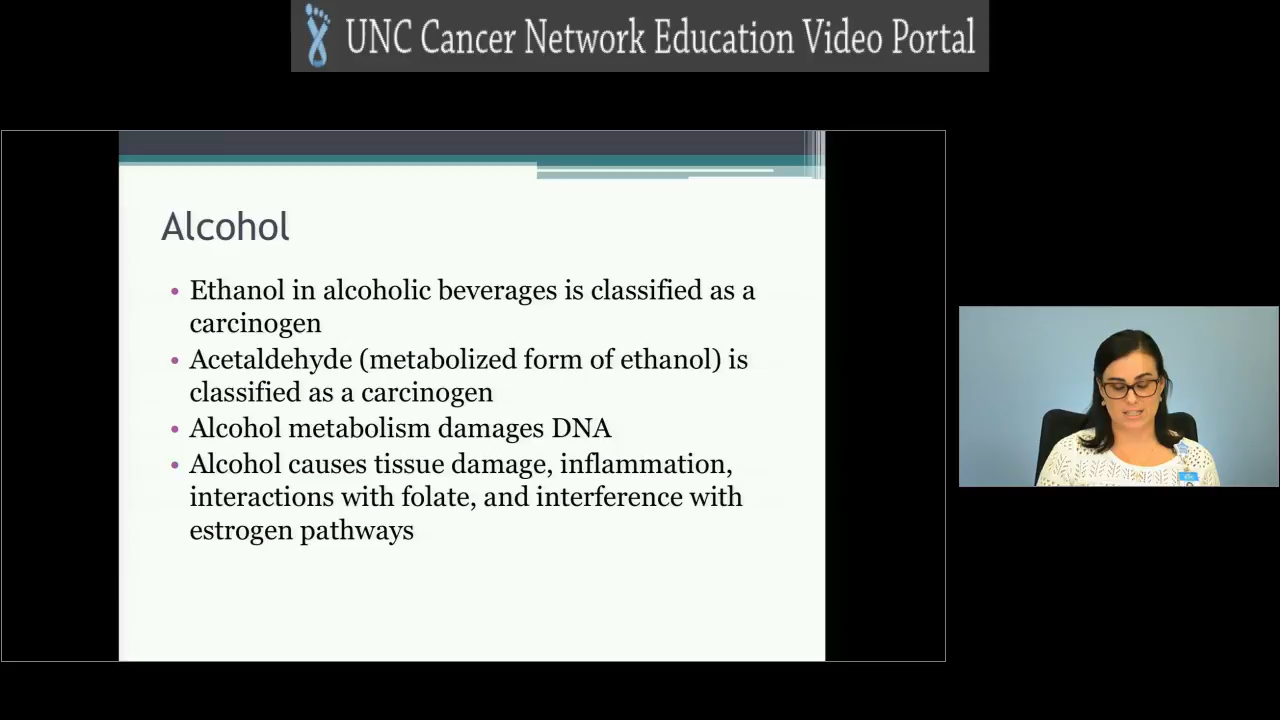 UNC Cancer Network Education Video Portal
Alcohol
• Ethanol in alcoholic beverages is classified as a
carcinogen
• Acetaldehyde (metabolized form of ethanol) is
classified as a carcinogen
• Alcohol metabolism damages DNA
• Alcohol causes tissue damage, inflammation,
interactions with folate, and interference with
estrogen pathways